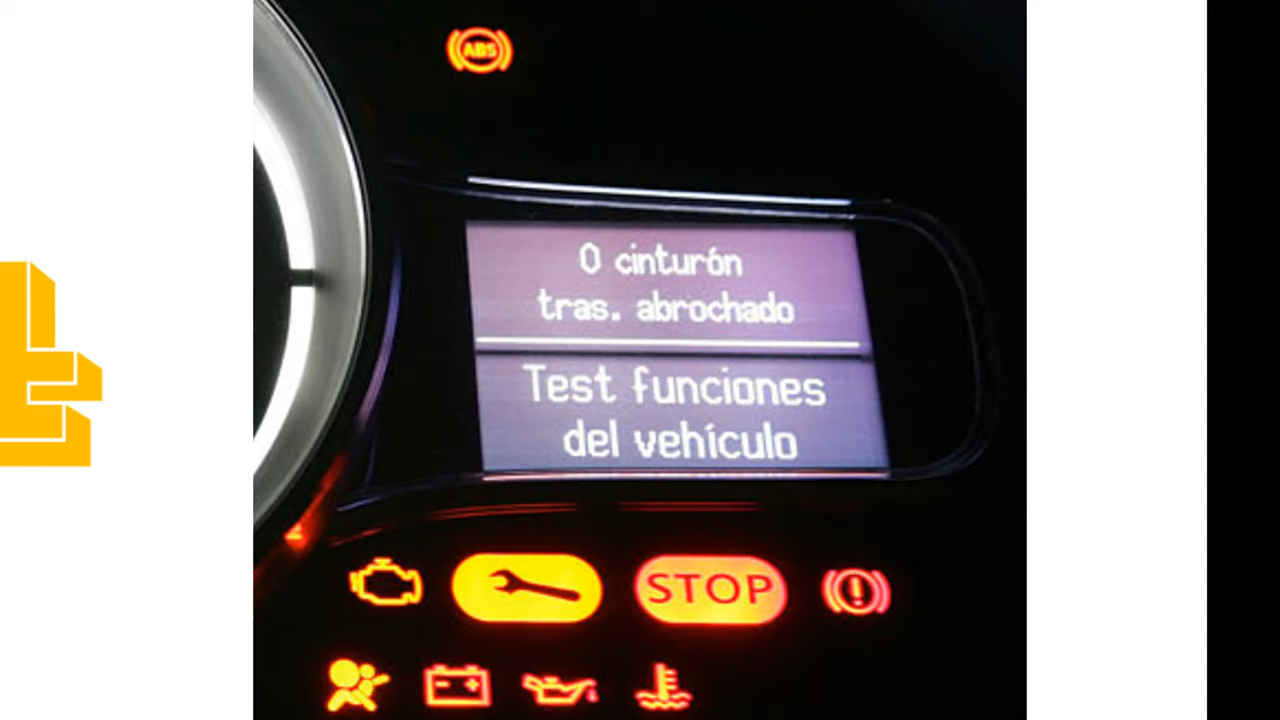 ABS
0 cinturón
tras. abrochado
Test funciones
del vehículo
STOP